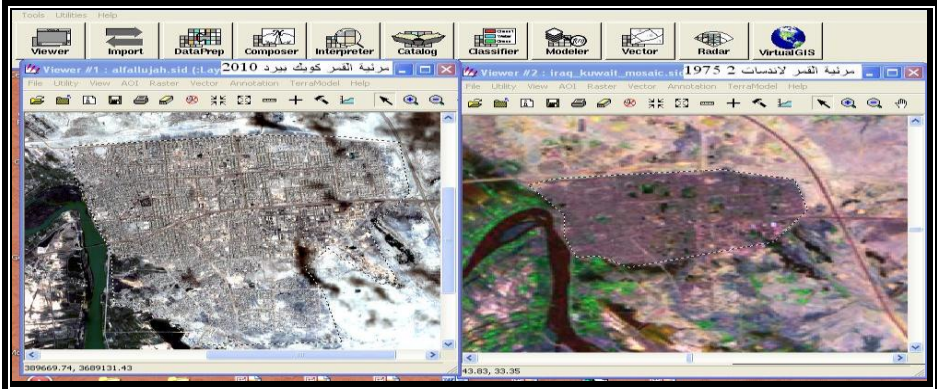 Tools Utilities Help
Viewer Import DataPrep Composer Interpreter Catalog Classifier Modeler Vector Radar VirtualGIS
Viewer #1 : alfallujah.sid (:Lay
مرئية القمر كويك بيرد 2010
File Utility View AOI Raster Vector Annotation TerraModel Help
389669.74, 3689131.43
Viewer #2 : iraq_kuwait_mosaic.sid
مرئية القمر لاندسات 2 1975
File Utility View AOI Raster Vector Annotation TerraModel Help
43.83, 33.35